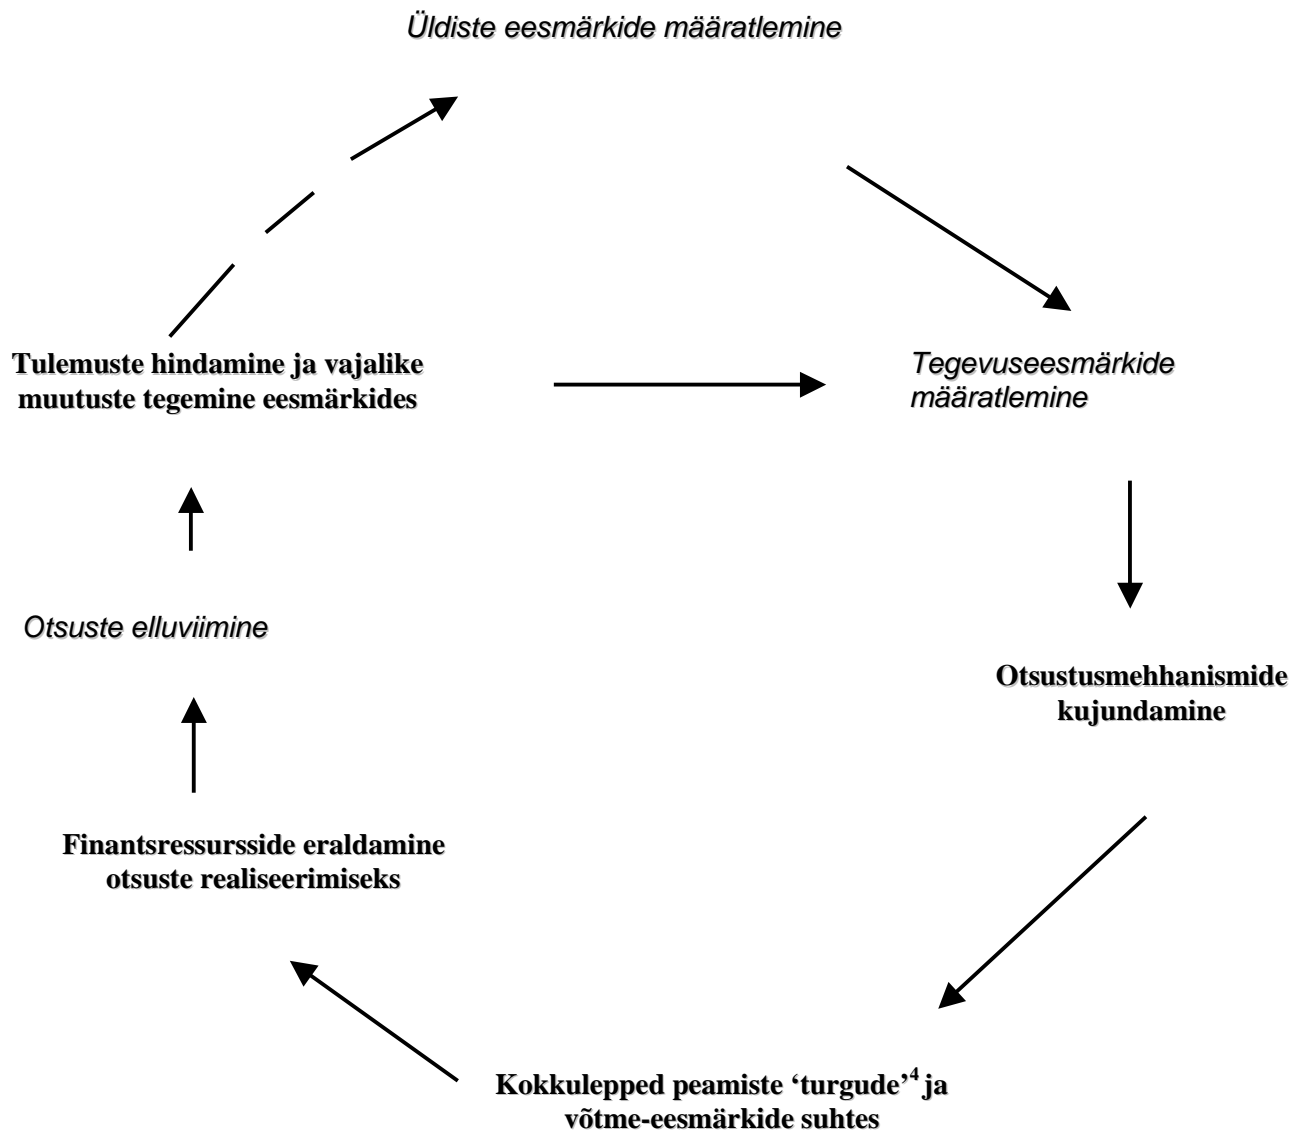 Üldiste eesmärkide määratlemine
Tulemuste hindamine ja vajalike
muutuste tegemine eesmärkides
Tegevuseesmärkide
määratlemine
Otsuste elluviimine
Otsustusmehhanismide
kujundamine
Finantsressursside eraldamine
otsuste realiseerimiseks
Kokkulepped peamiste ‘turgude’⁴ ja
võtme-eesmärkide suhtes